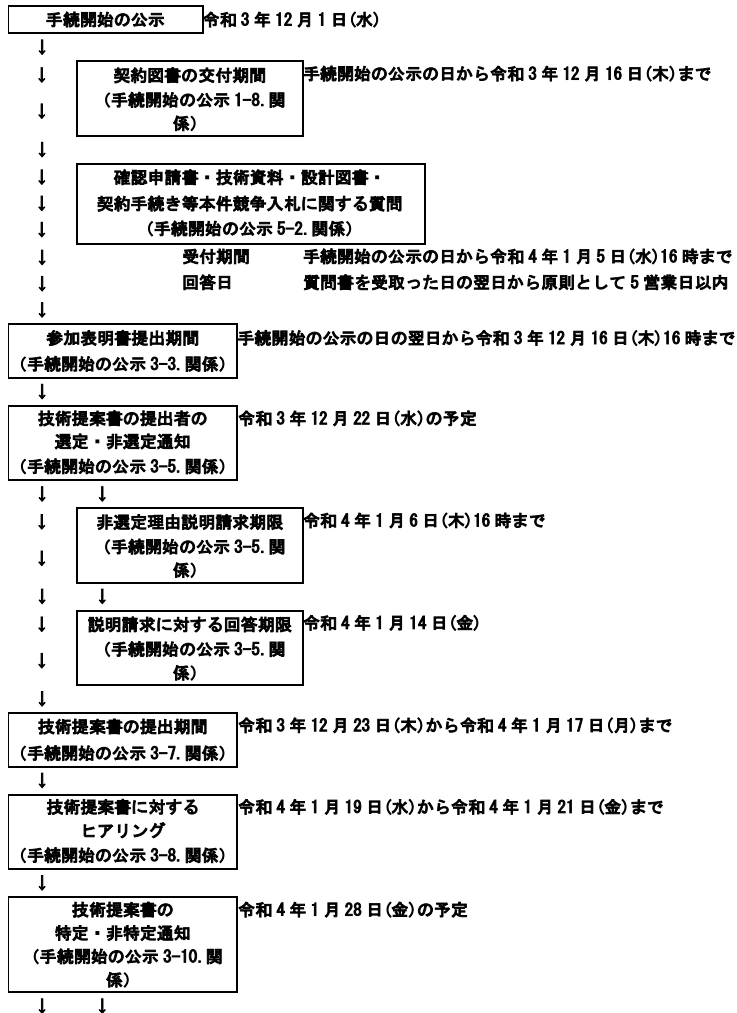 手続開始の公示 令和3年12月1日(水)
↓
↓ 契約図書の交付期間 手続開始の公示の日から令和3年12月16日(木)まで
↓ (手続開始の公示1-8.関
係)
↓
↓ 確認申請書・技術資料・設計図書・
↓ 契約手続き等本件競争入札に関する質問
↓ (手続開始の公示5-2.関係)
↓ 受付期間 手続開始の公示の日から令和4年1月5日(水)16時まで
↓ 回答日 質問書を受取った日の翌日から原則として5営業日以内
↓
参加表明書提出期間 手続開始の公示の日の翌日から令和3年12月16日(木)16時まで
(手続開始の公示3-3.関係)
↓
技術提案書の提出者の 令和3年12月22日(水)の予定
選定・非選定通知
(手続開始の公示3-5.関係)
↓ ↓
↓ 非選定理由説明請求期限 令和4年1月6日(木)16時まで
↓ (手続開始の公示3-5.関
係)
↓ ↓
↓ 説明請求に対する回答期限 令和4年1月14日(金)
↓ (手続開始の公示3-5.関
係)
↓
技術提案書の提出期間 令和3年12月23日(木)から令和4年1月17日(月)まで
(手続開始の公示3-7.関係)
↓
技術提案書に対する 令和4年1月19日(水)から令和4年1月21日(金)まで
ヒアリング
(手続開始の公示3-8.関係)
↓
技術提案書の 令和4年1月28日(金)の予定
特定・非特定通知
(手続開始の公示3-10.関
係)
↓ ↓